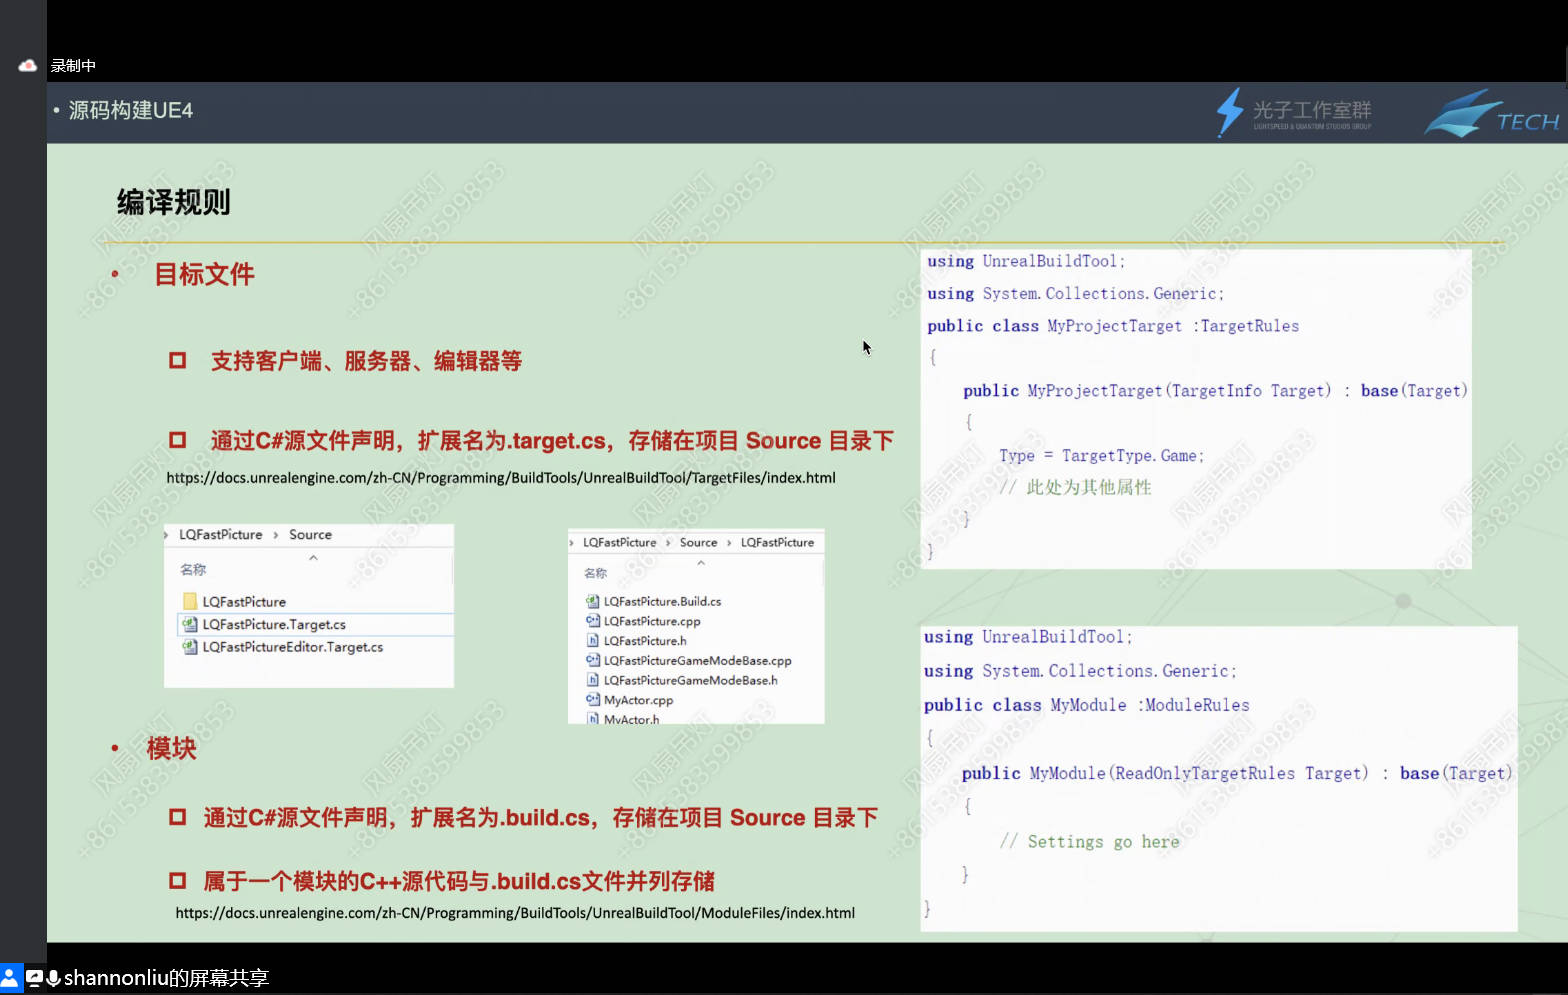 录制中
• 源码构建UE4
光子工作室群
LIGHTSPEED & QUANTUM STUDIOS GROUP
TECH
编译规则
• 目标文件
支持客户端、服务器、编辑器等
通过C#源文件声明，扩展名为.target.cs，存储在项目 Source 目录下
https://docs.unrealengine.com/zh-CN/Programming/BuildTools/UnrealBuildTool/TargetFiles/index.html
LQFastPicture › Source
名称
LQFastPicture
LQFastPicture.Target.cs
LQFastPictureEditor.Target.cs
LQFastPicture › Source › LQFastPicture
名称
LQFastPicture.Build.cs
LQFastPicture.cpp
LQFastPicture.h
LQFastPictureGameModeBase.cpp
LQFastPictureGameModeBase.h
MyActor.cpp
MyActor.h
• 模块
通过C#源文件声明，扩展名为.build.cs，存储在项目 Source 目录下
属于一个模块的C++源代码与.build.cs文件并列存储
https://docs.unrealengine.com/zh-CN/Programming/BuildTools/UnrealBuildTool/ModuleFiles/index.html
using UnrealBuildTool;
using System.Collections.Generic;
public class MyProjectTarget :TargetRules
{
public MyProjectTarget(TargetInfo Target) : base(Target)
{
Type = TargetType.Game;
// 此处为其他属性
}
}
using UnrealBuildTool;
using System.Collections.Generic;
public class MyModule :ModuleRules
{
public MyModule(ReadOnlyTargetRules Target) : base(Target)
{
// Settings go here
}
}
风扇吊灯
+8615383599853
shannonliu的屏幕共享